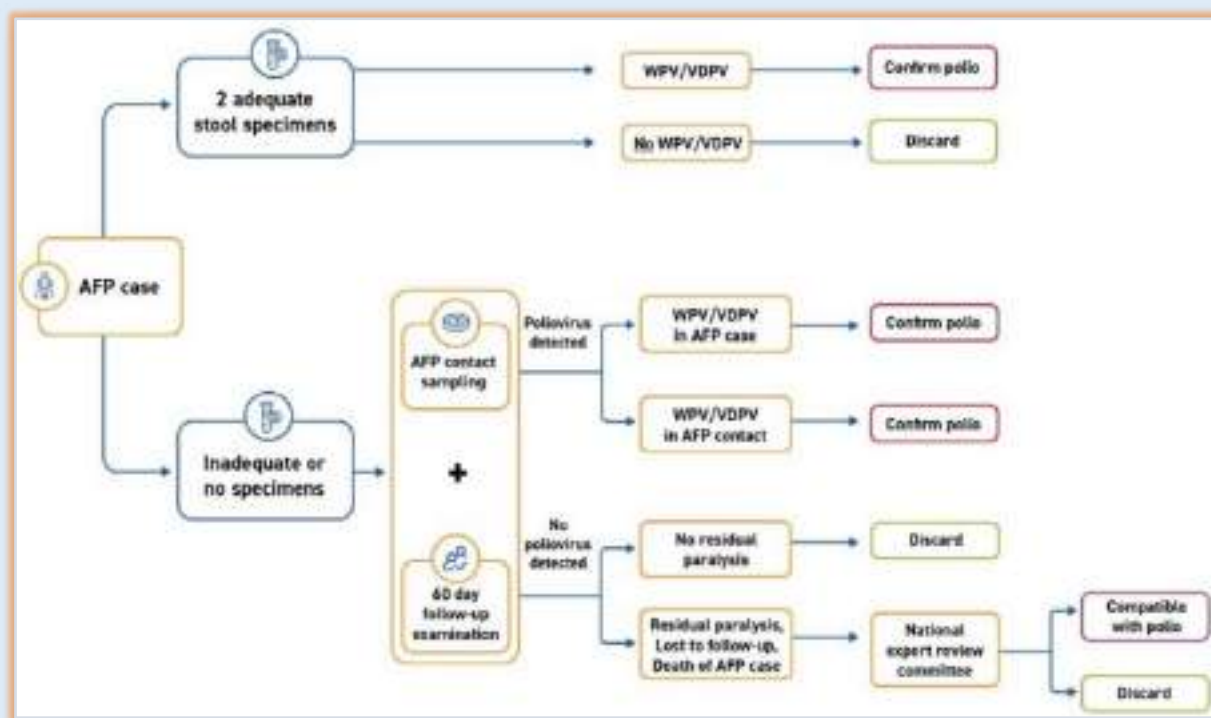 2 adequate
stool specimens
WPV/VDPV
Confirm polio
No WPV/VDPV
Discard
AFP case
Inadequate or
no specimens
AFP contact
sampling
+
60 day
follow-up
examination
Poliovirus
detected
WPV/VDPV
in AFP case
Confirm polio
WPV/VDPV
in AFP contact
Confirm polio
No
poliovirus
detected
No residual
paralysis
Discard
Residual paralysis,
Lost to follow-up,
Death of AFP case
National
expert review
committee
Compatible
with polio
Discard